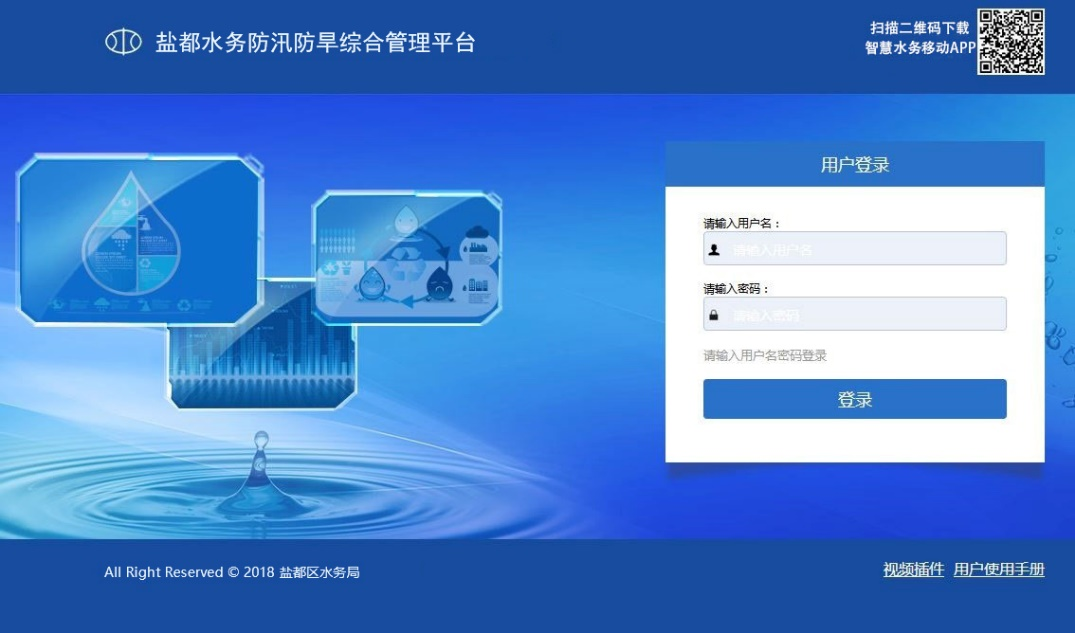 盐都水务防汛防旱综合管理平台
扫描二维码下载
智慧水务移动APP
用户登录
请输入用户名：
请输入用户名
请输入密码：
请输入密码
请输入用户名密码登录
登录
All Right Reserved © 2018 盐都区水务局
视频插件 用户使用手册